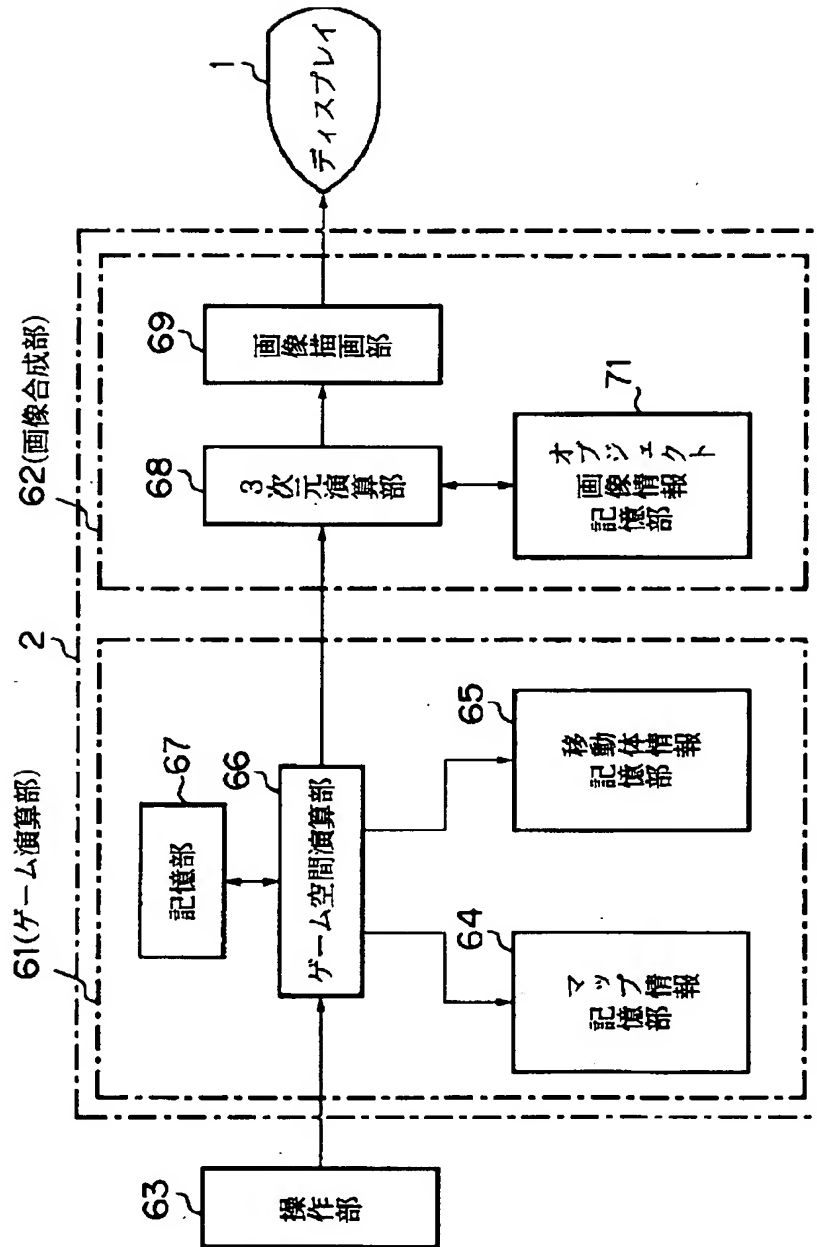 61(ゲーム演算部)
2
62(画像合成部)
63
操作部
67
記憶部
66
ゲーム空間演算部
64
マップ情報
記憶部
65
移動体情報
記憶部
68
3次元演算部
69
画像描画部
71
オブジェクト
画像情報
記憶部
1
ディスプレイ